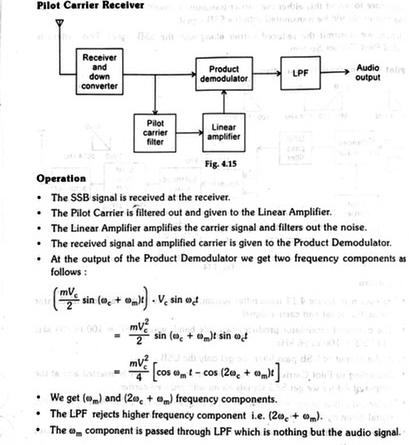 Pilot Carrier Receiver
Receiver
and
down
converter
Product
demodulator
LPF
Audio
output
Pilot
carrier
filter
Linear
amplifier
Fig. 4.15
Operation
• The SSB signal is received at the receiver.
• The Pilot Carrier is filtered out and given to the Linear Amplifier.
• The Linear Amplifier amplifies the carrier signal and filters out the noise.
• The received signal and amplified carrier is given to the Product Demodulator.
• At the output of the Product Demodulator we get two frequency components as
follows :
(mV_c/2 sin (ω_c + ω_m)t) . V_c sin ω_ct
= mV_c²/2 sin (ω_c + ω_m)t sin ω_ct
= mV_c²/4 [cos ω_m t - cos (2ω_c + ω_m)t]
• We get (ω_m) and (2ω_c + ω_m) frequency components.
• The LPF rejects higher frequency component i.e. (2ω_c + ω_m).
• The ω_m component is passed through LPF which is nothing but the audio signal.